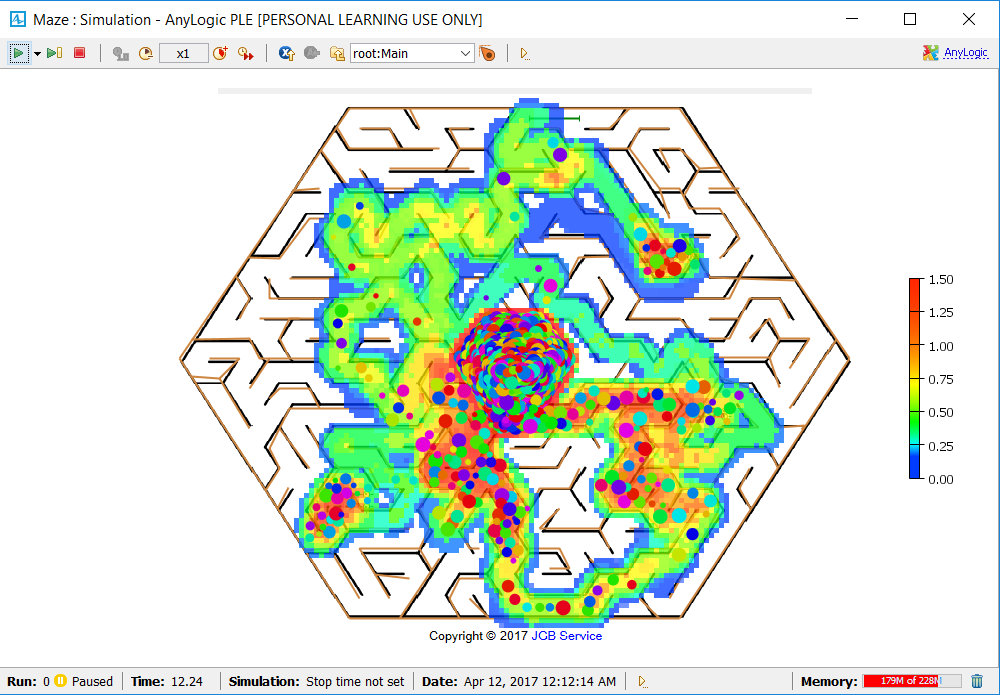 Maze : Simulation - AnyLogic PLE [PERSONAL LEARNING USE ONLY]
x1
root:Main
AnyLogic
1.50
1.25
1.00
0.75
0.50
0.25
0.00
Copyright © 2017 JGB Service
Run: 0 Paused Time: 12.24 Simulation: Stop time not set Date: Apr 12, 2017 12:12:14 AM Memory: 179M of 228M